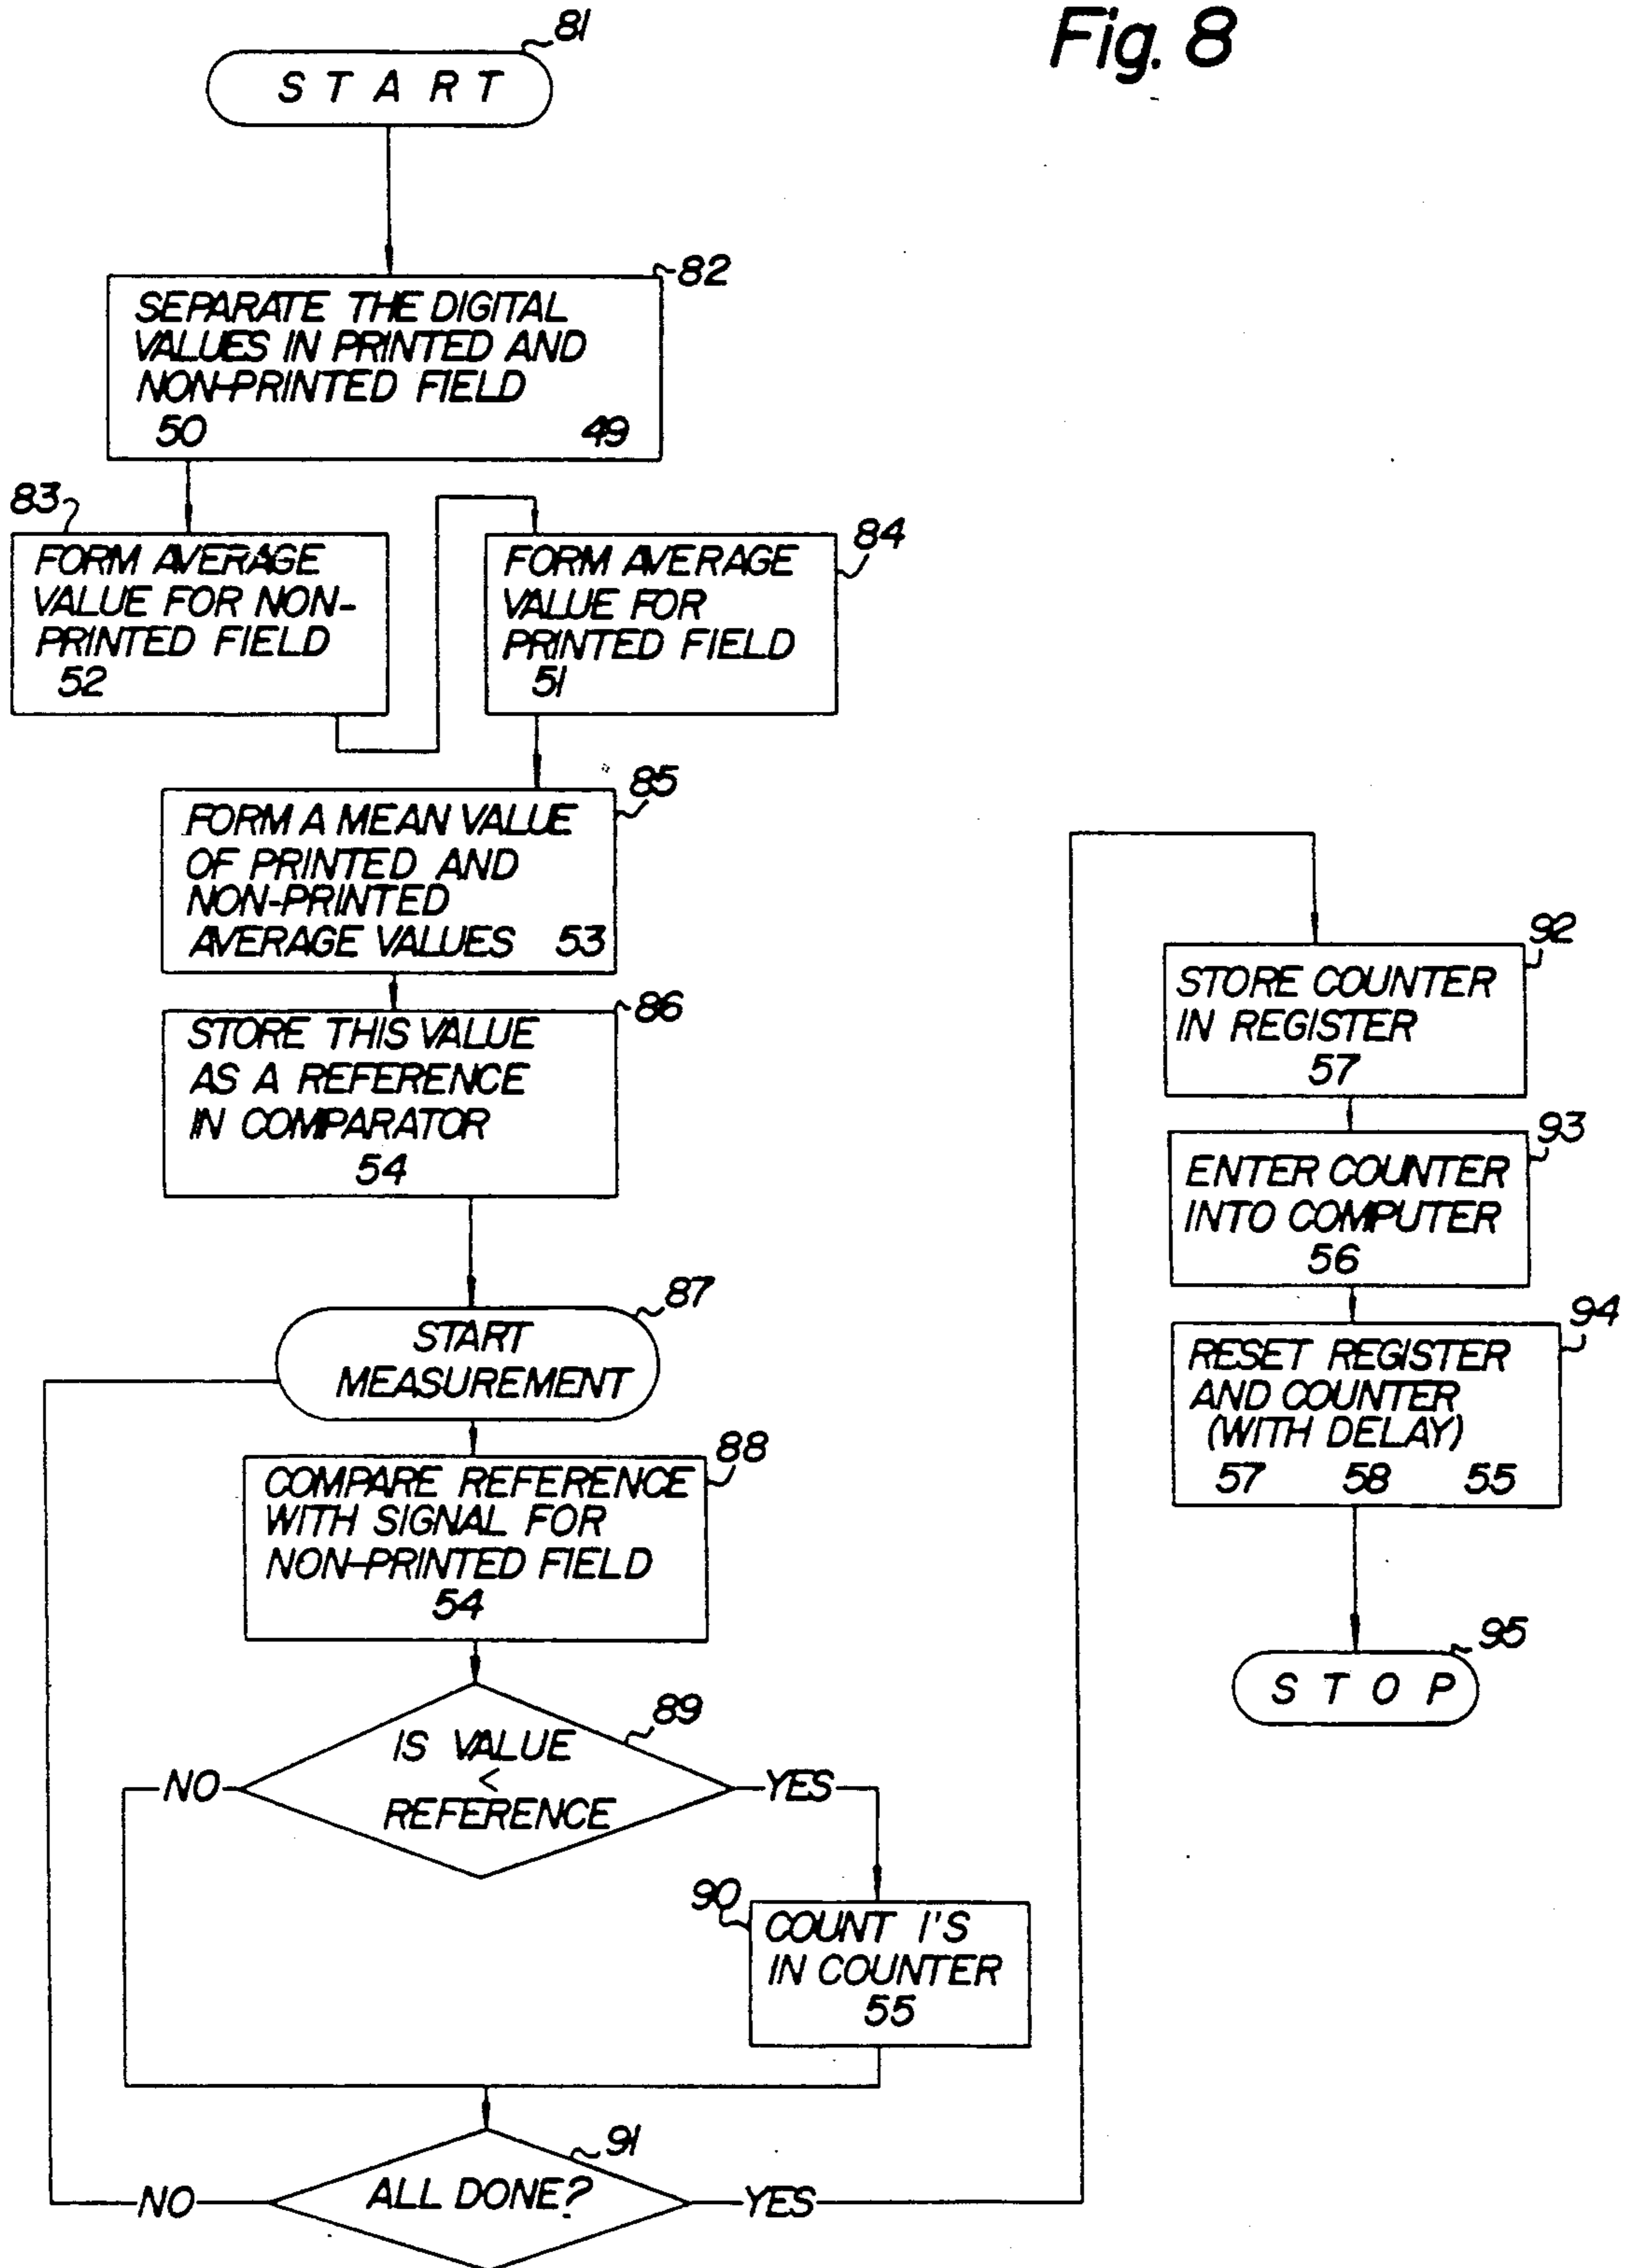 Fig. 8
81
START
82
SEPARATE THE DIGITAL
VALUES IN PRINTED AND
NON-PRINTED FIELD
50 49
83
FORM AVERAGE
VALUE FOR NON-
PRINTED FIELD
52
84
FORM AVERAGE
VALUE FOR
PRINTED FIELD
51
85
FORM A MEAN VALUE
OF PRINTED AND
NON-PRINTED
AVERAGE VALUES 53
86
STORE THIS VALUE
AS A REFERENCE
IN COMPARATOR
54
87
START
MEASUREMENT
88
COMPARE REFERENCE
WITH SIGNAL FOR
NON-PRINTED FIELD
54
89
IS VALUE
<
REFERENCE
NO
YES
90
COUNT 1'S
IN COUNTER
55
91
ALL DONE?
NO
YES
92
STORE COUNTER
IN REGISTER
57
93
ENTER COUNTER
INTO COMPUTER
56
94
RESET REGISTER
AND COUNTER
(WITH DELAY)
57 58 55
95
STOP